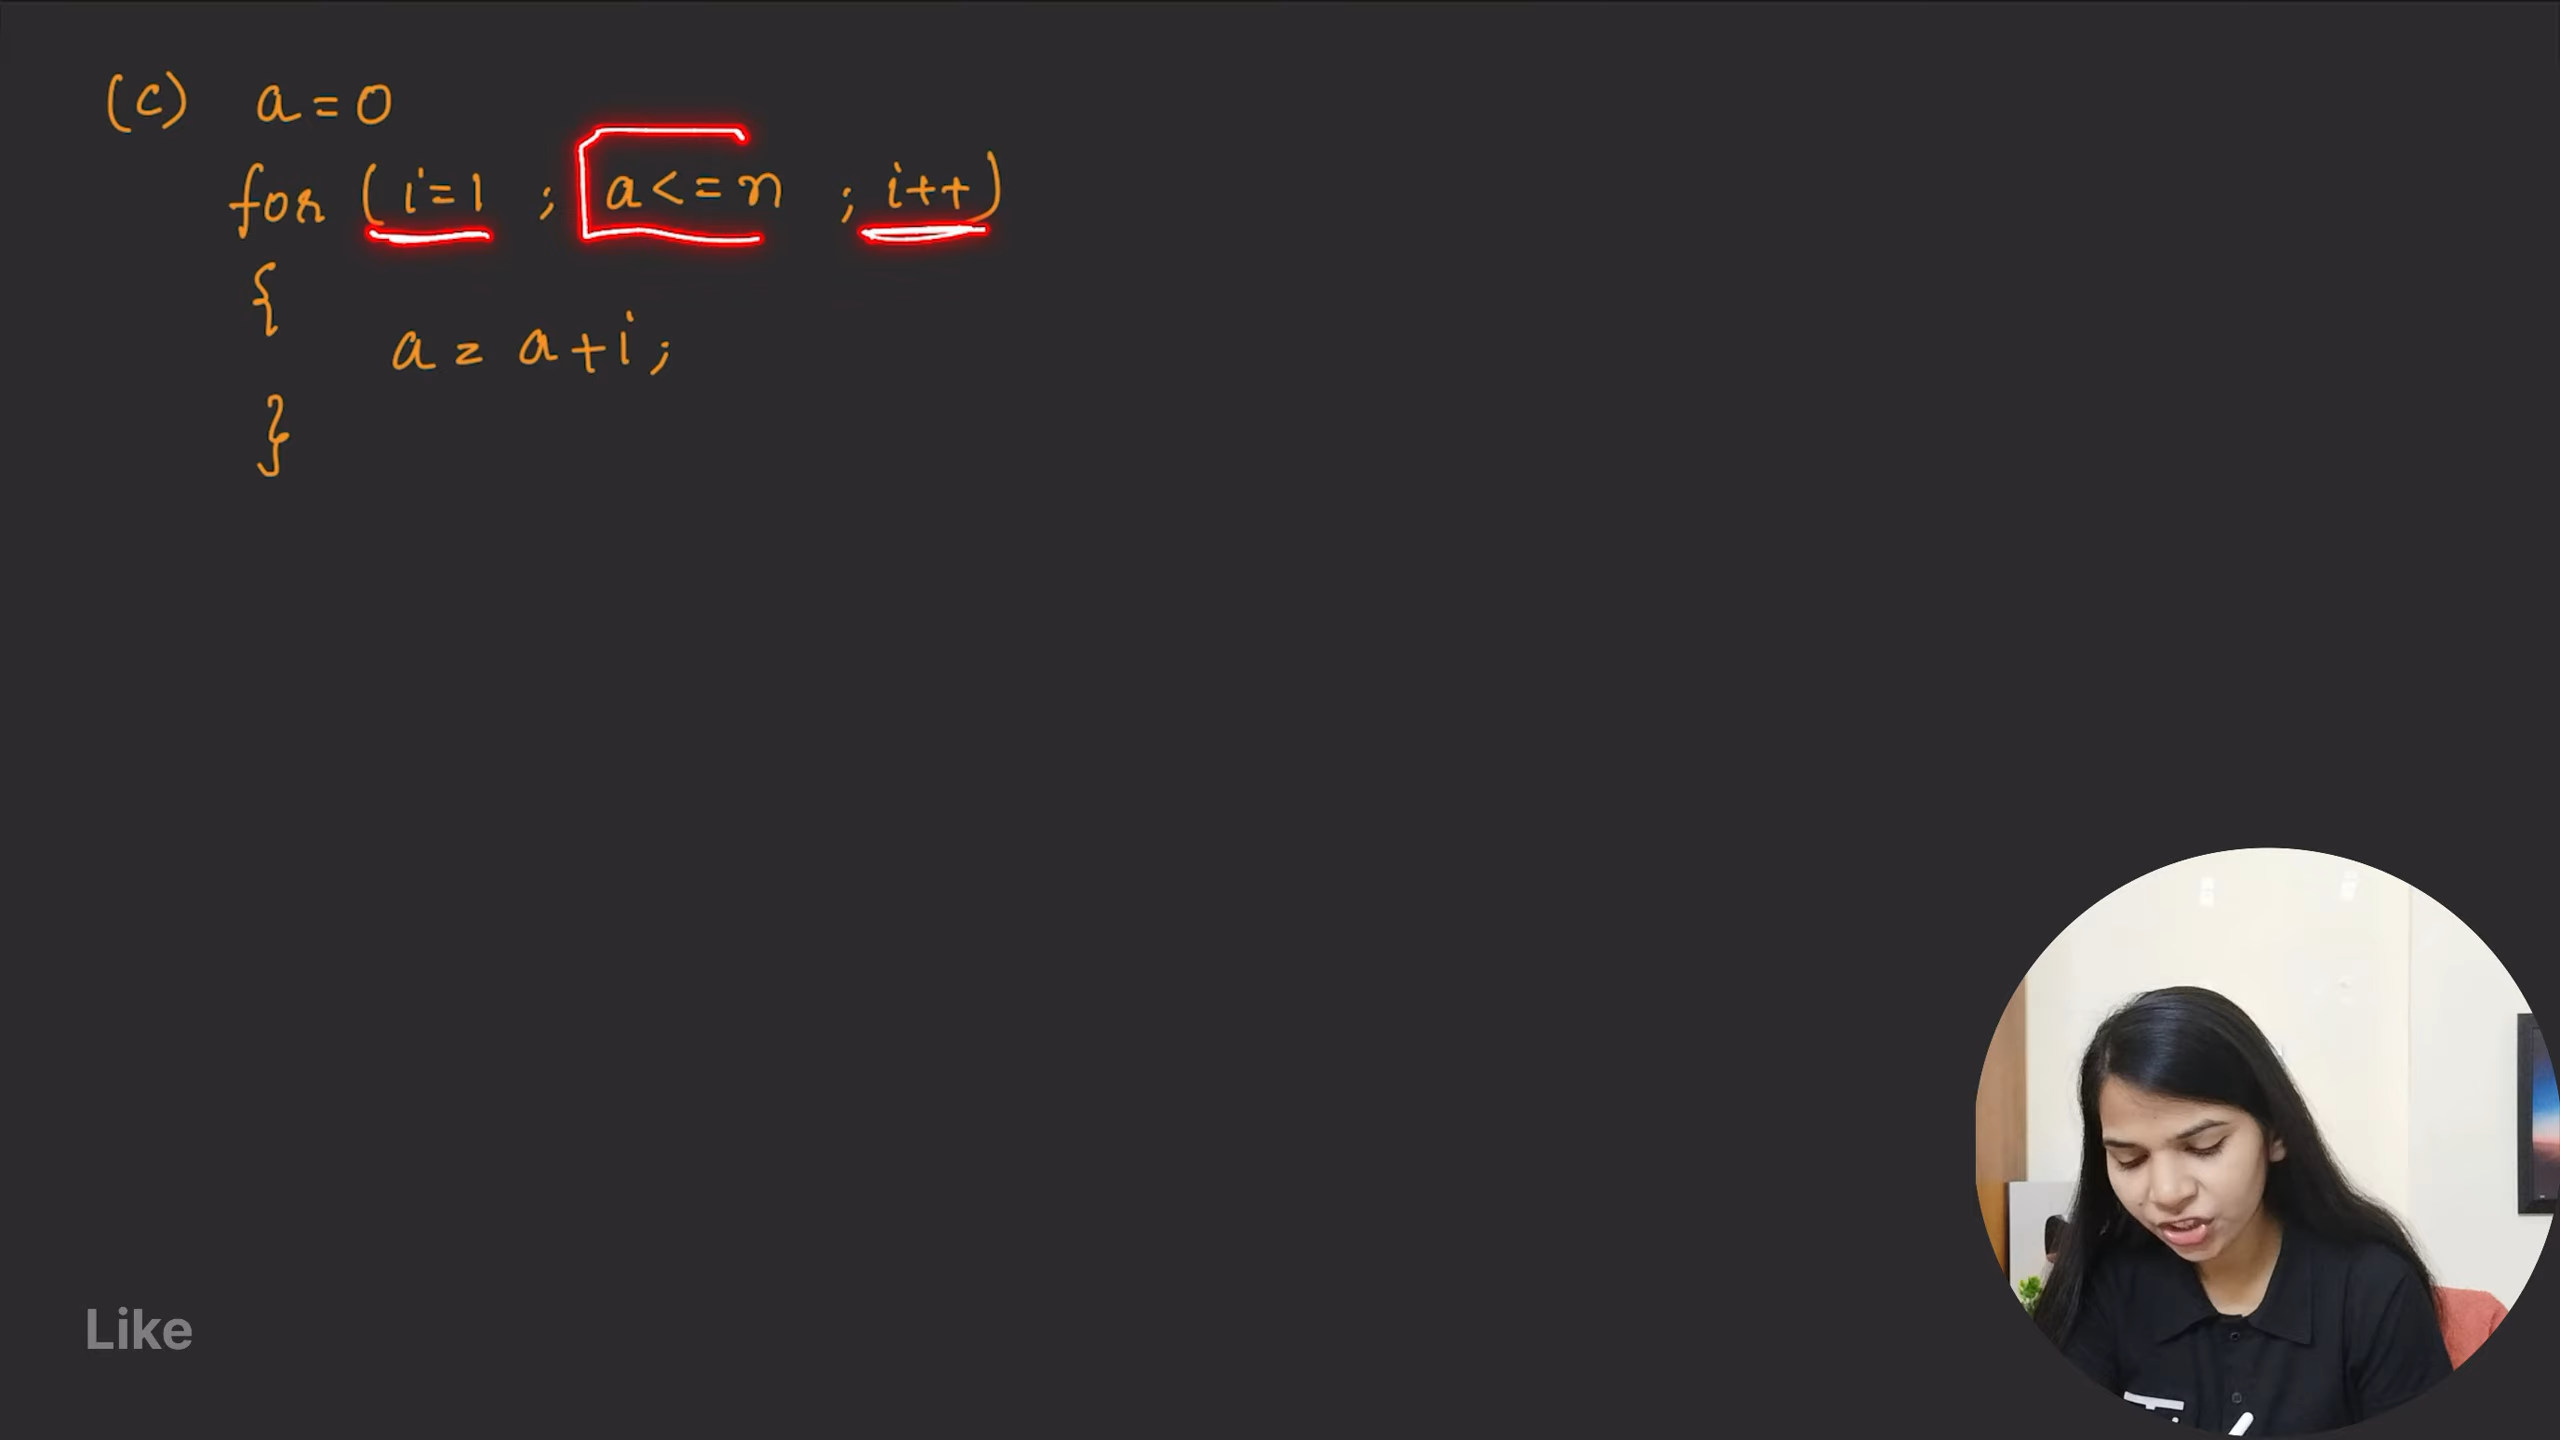 (c) a=0
for (i=1 ; a<=n ; i++)
{
a = a+i;
}
Like